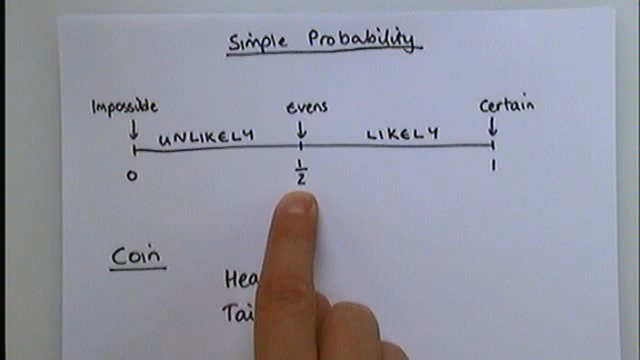 Simple Probability
Impossible evens Certain
UNLIKELY LIKELY
0 1/2 1
Coin